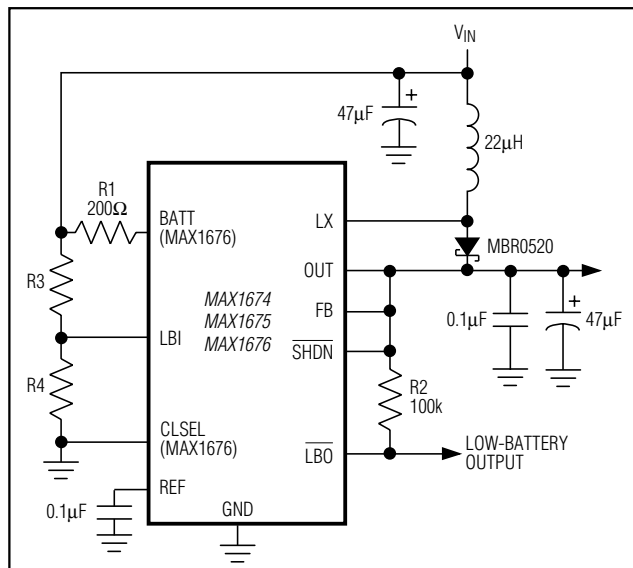 VIN
47µF
+
22µH
R1
200Ω
BATT
(MAX1676)
LX
MBR0520
OUT
R3
MAX1674
MAX1675
MAX1676
FB
0.1µF
+
47µF
LBI
SHDN
R4
R2
100k
CLSEL
(MAX1676)
LBO
LOW-BATTERY
OUTPUT
REF
0.1µF
GND